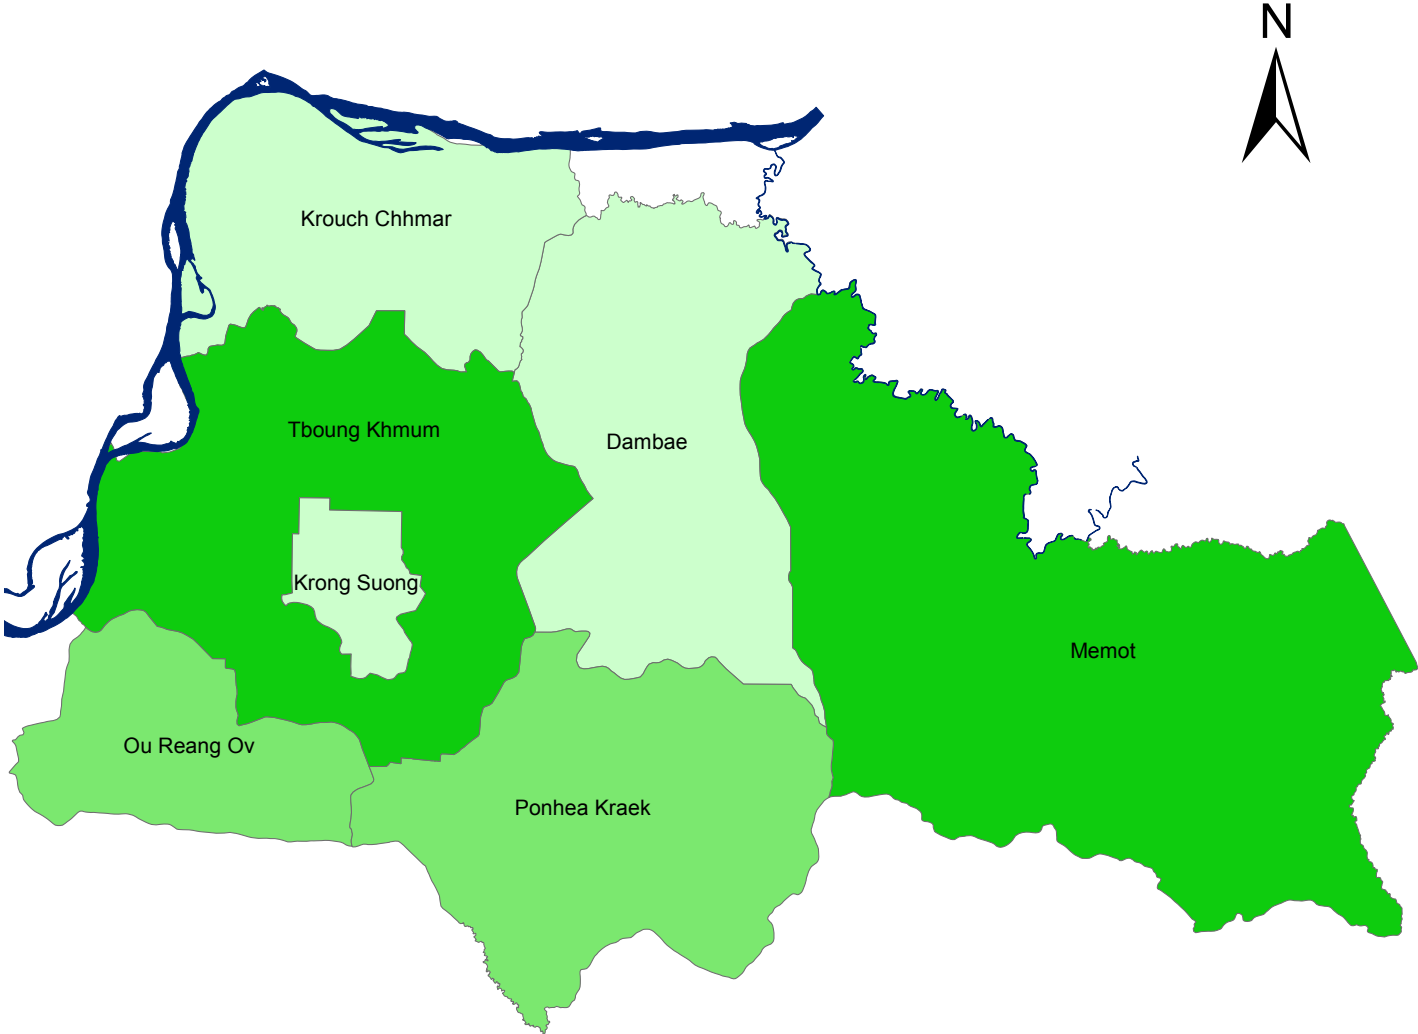 N
Krouch Chhmar
Tboung Khmum
Dambae
Krong Suong
Memot
Ou Reang Ov
Ponhea Kraek